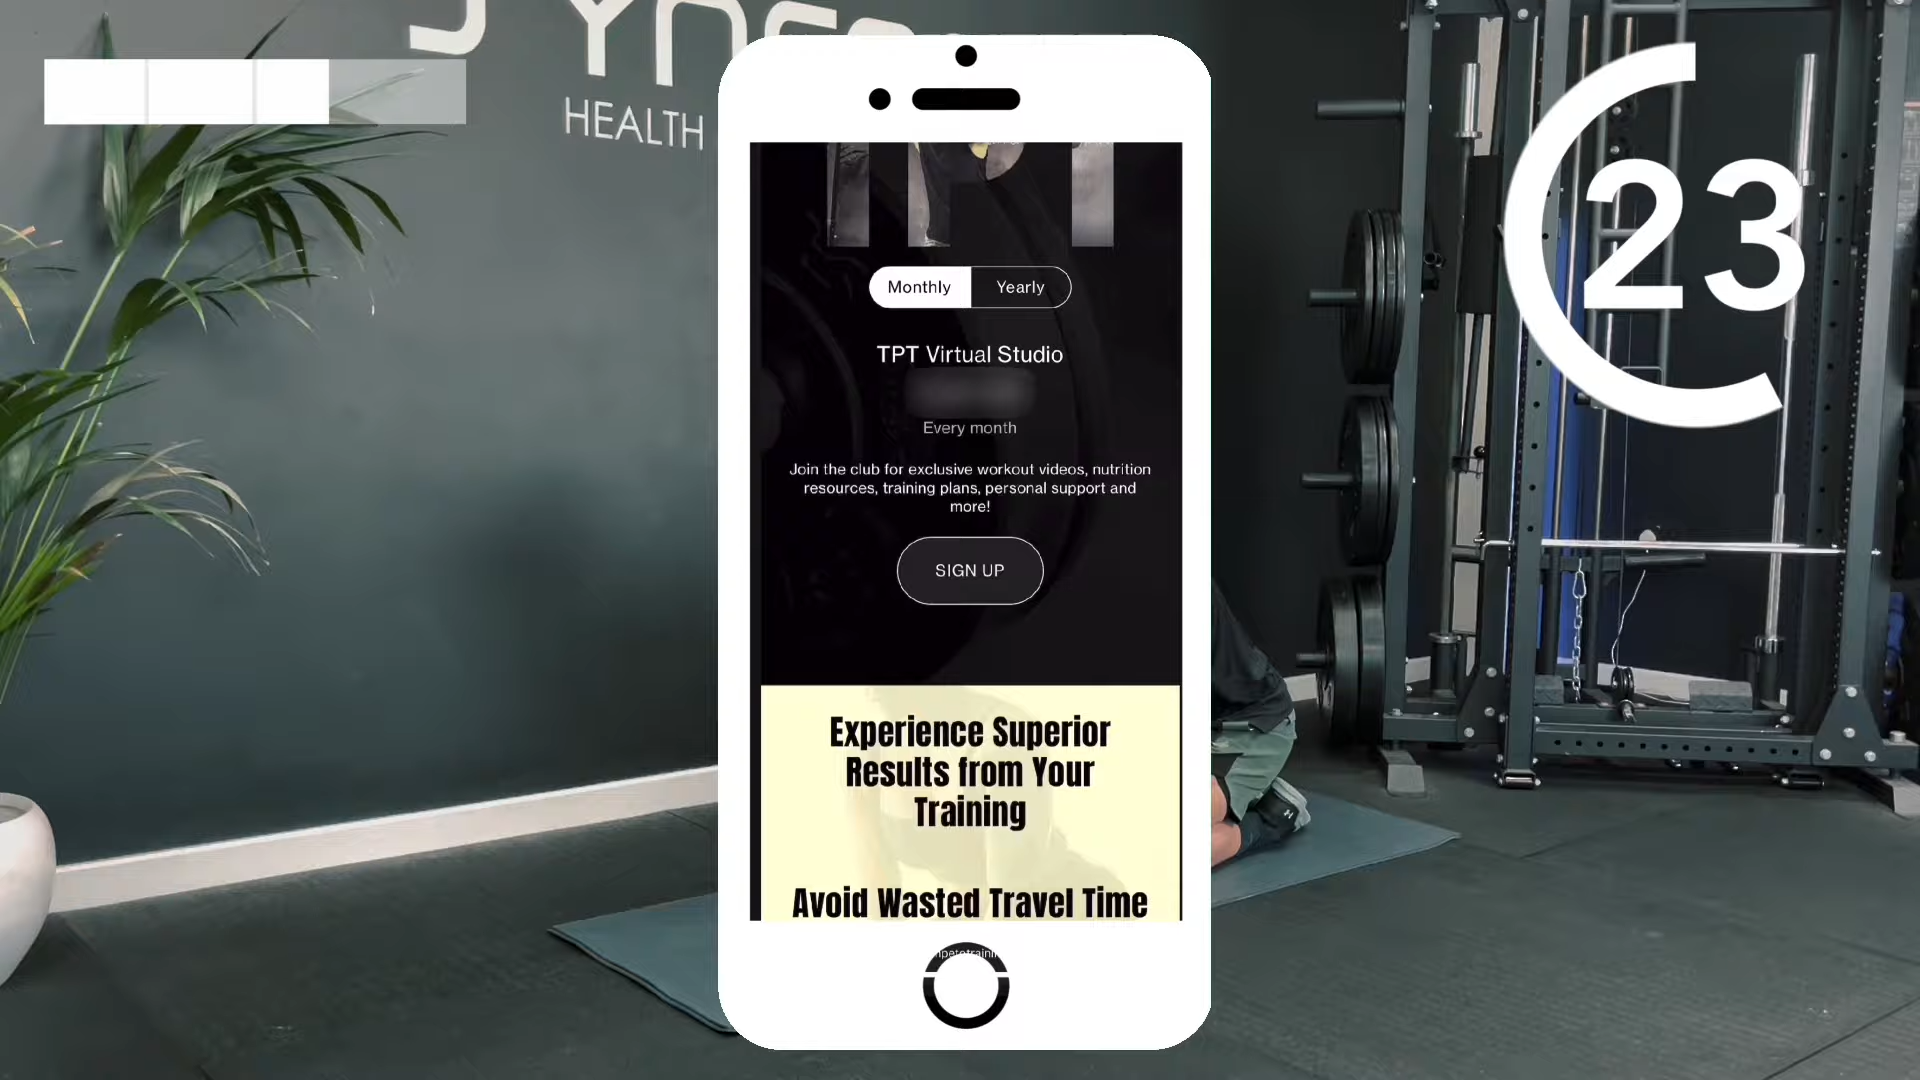 HEALTH
23
Monthly Yearly
TPT Virtual Studio
Every month
Join the club for exclusive workout videos, nutrition
resources, training plans, personal support and
more!
SIGN UP
Experience Superior
Results from Your
Training
Avoid Wasted Travel Time